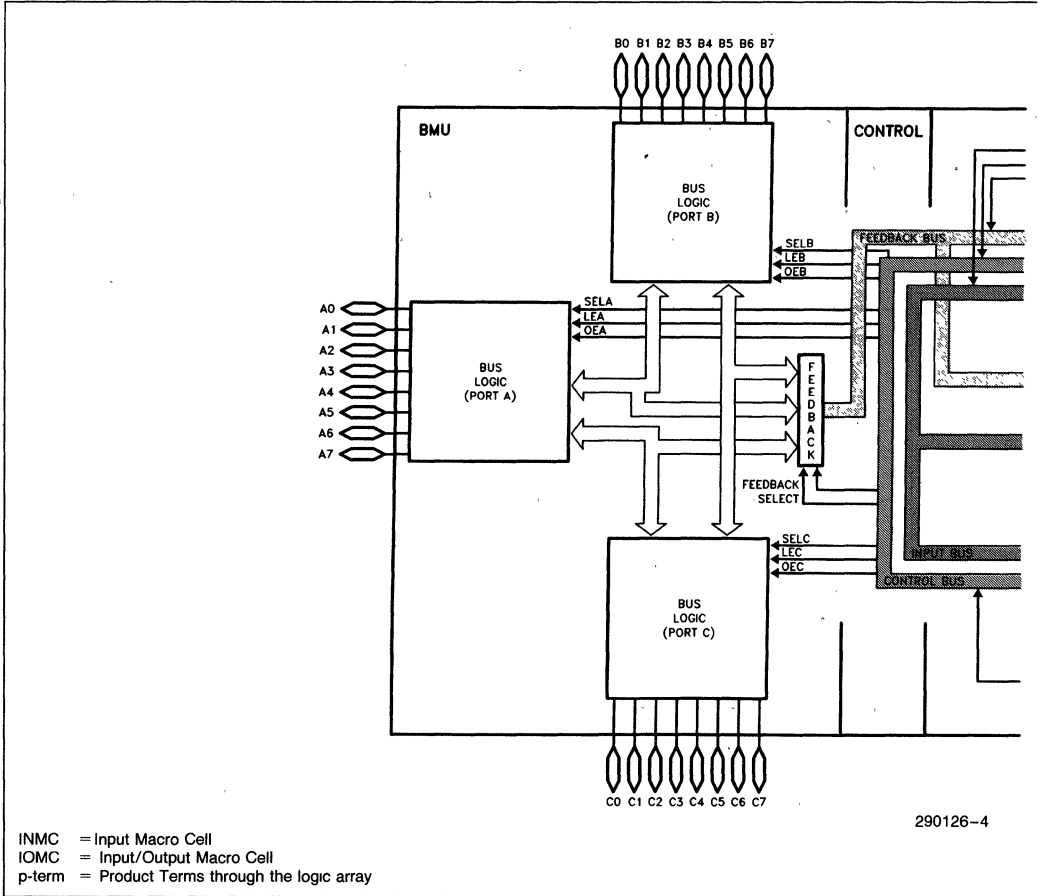 B0 B1 B2 B3 B4 B5 B6 B7
BMU
CONTROL
BUS
LOGIC
(PORT B)
SELB
LEB
OEB
FEEDBACK BUS
A0
A1
A2
A3
A4
A5
A6
A7
SELA
LEA
OEA
BUS
LOGIC
(PORT A)
FEEDBACK
FEEDBACK
SELECT
SELC
LEC
OEC
INPUT BUS
CONTROL BUS
BUS
LOGIC
(PORT C)
C0 C1 C2 C3 C4 C5 C6 C7
290126-4
INMC = Input Macro Cell
IOMC = Input/Output Macro Cell
p-term = Product Terms through the logic array